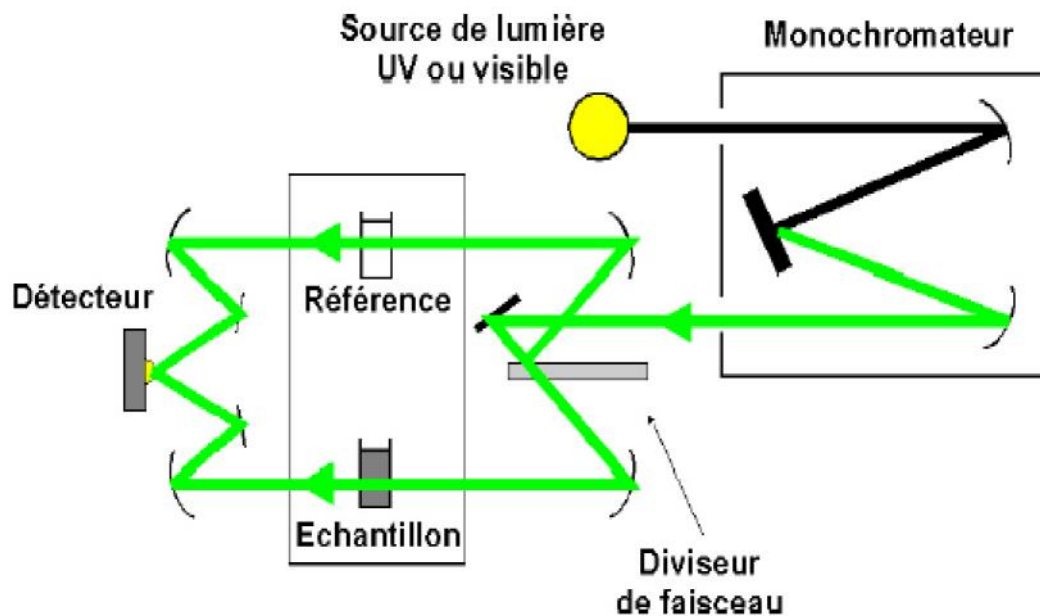 Source de lumière
UV ou visible
Monochromateur
Détecteur
Référence
Echantillon
Diviseur
de faisceau